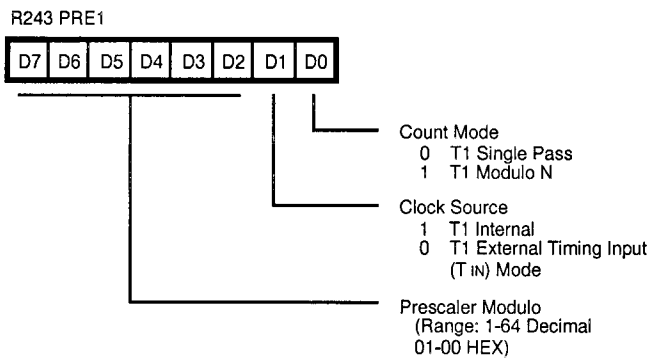 R243 PRE1
D7 D6 D5 D4 D3 D2 D1 D0
Count Mode
0 T1 Single Pass
1 T1 Modulo N
Clock Source
1 T1 Internal
0 T1 External Timing Input
(T IN) Mode
Prescaler Modulo
(Range: 1-64 Decimal
01-00 HEX)